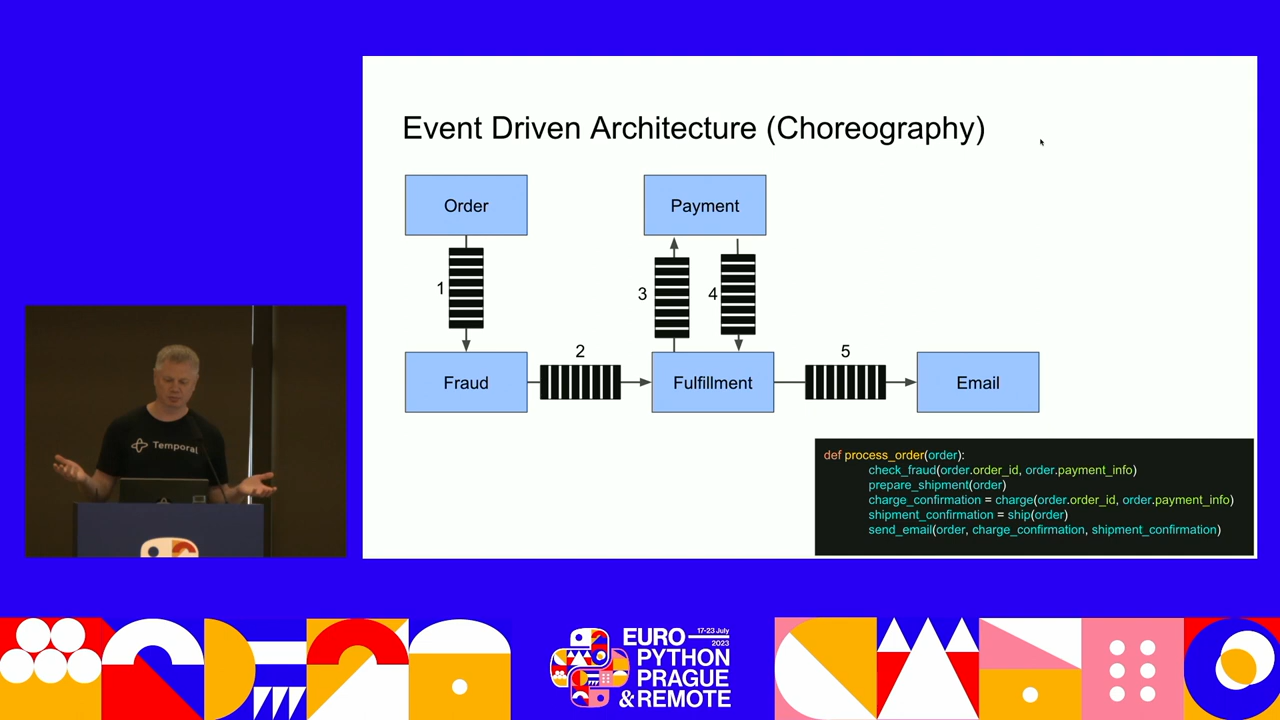 Event Driven Architecture (Choreography)
Order
Payment
1
3
4
2
5
Fraud
Fulfillment
Email
def process_order(order):
check_fraud(order.order_id, order.payment_info)
prepare_shipment(order)
charge_confirmation = charge(order.order_id, order.payment_info)
shipment_confirmation = ship(order)
send_email(order, charge_confirmation, shipment_confirmation)
Temporal
EURO
17-23 July
2023
PYTHON
PRAGUE
& REMOTE